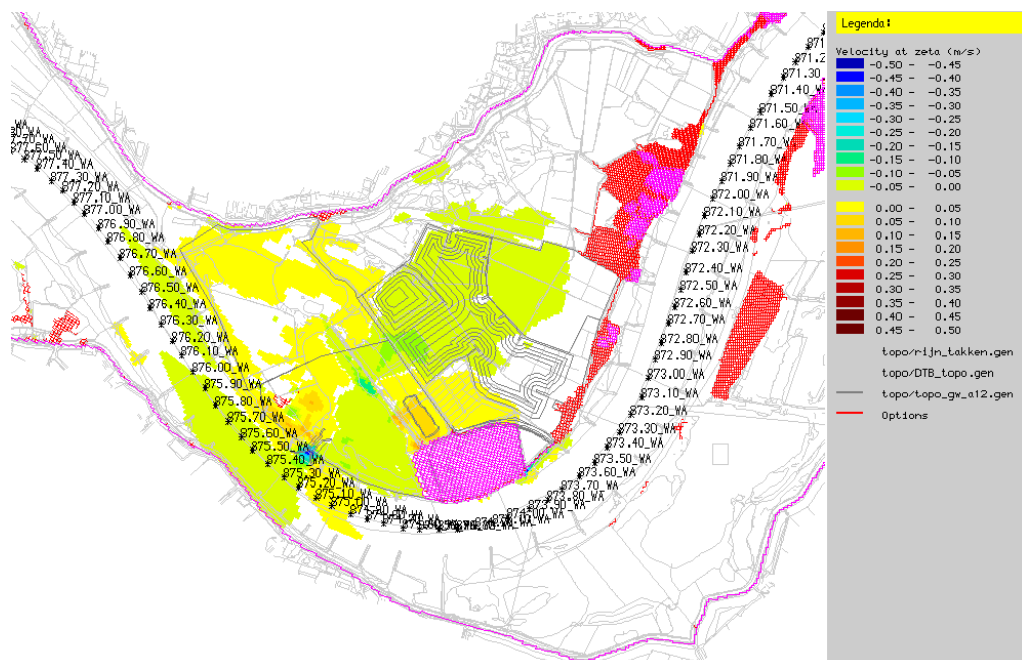 Legenda:
Velocity at zeta (m/s)
-0.50 - -0.45
-0.45 - -0.40
-0.40 - -0.35
-0.35 - -0.30
-0.30 - -0.25
-0.25 - -0.20
-0.20 - -0.15
-0.15 - -0.10
-0.10 - -0.05
-0.05 - 0.00
0.00 - 0.05
0.05 - 0.10
0.10 - 0.15
0.15 - 0.20
0.20 - 0.25
0.25 - 0.30
0.30 - 0.35
0.35 - 0.40
0.40 - 0.45
0.45 - 0.50
topo/rijn_takken.gen
topo/DTB_topo.gen
topo/topo_gw_a12.gen
Options
871.30
871.40_WA
871.50_WA
871.60_WA
871.70_WA
871.80_WA
871.90_WA
872.00_WA
872.10_WA
872.20_WA
872.30_WA
872.40_WA
872.50_WA
872.60_WA
872.70_WA
872.80_WA
872.90_WA
873.00_WA
873.10_WA
873.20_WA
873.30_WA
873.40_WA
873.50_WA
873.60_WA
873.70_WA
873.80_WA
873.90_WA
875.00_WA
875.10_WA
875.20_WA
875.30_WA
875.40_WA
875.50_WA
875.60_WA
875.70_WA
875.80_WA
875.90_WA
876.00_WA
876.10_WA
876.20_WA
876.30_WA
876.40_WA
876.50_WA
876.60_WA
876.70_WA
876.80_WA
876.90_WA
877.00_WA
877.10_WA
877.20_WA
877.30_WA
877.40_WA